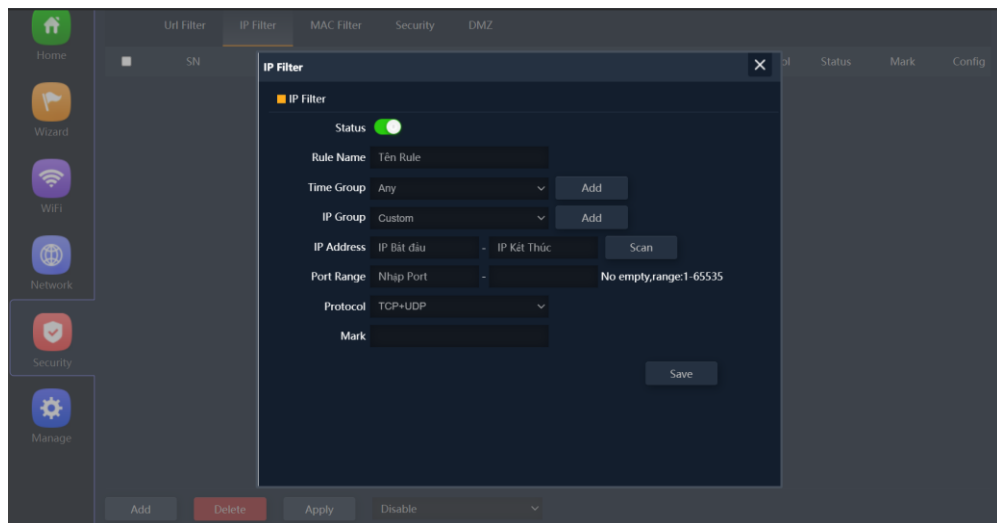 Url Filter IP Filter MAC Filter Security DMZ
Home
SN ol Status Mark Config
IP Filter
IP Filter
Status
Wizard
Rule Name Tên Rule
Time Group Any Add
WiFi
IP Group Custom Add
IP Address IP Bắt đầu - IP Kết Thúc Scan
Port Range Nhập Port - No empty,range:1-65535
Network
Protocol TCP+UDP
Mark
Security
Save
Manage
Add Delete Apply Disable